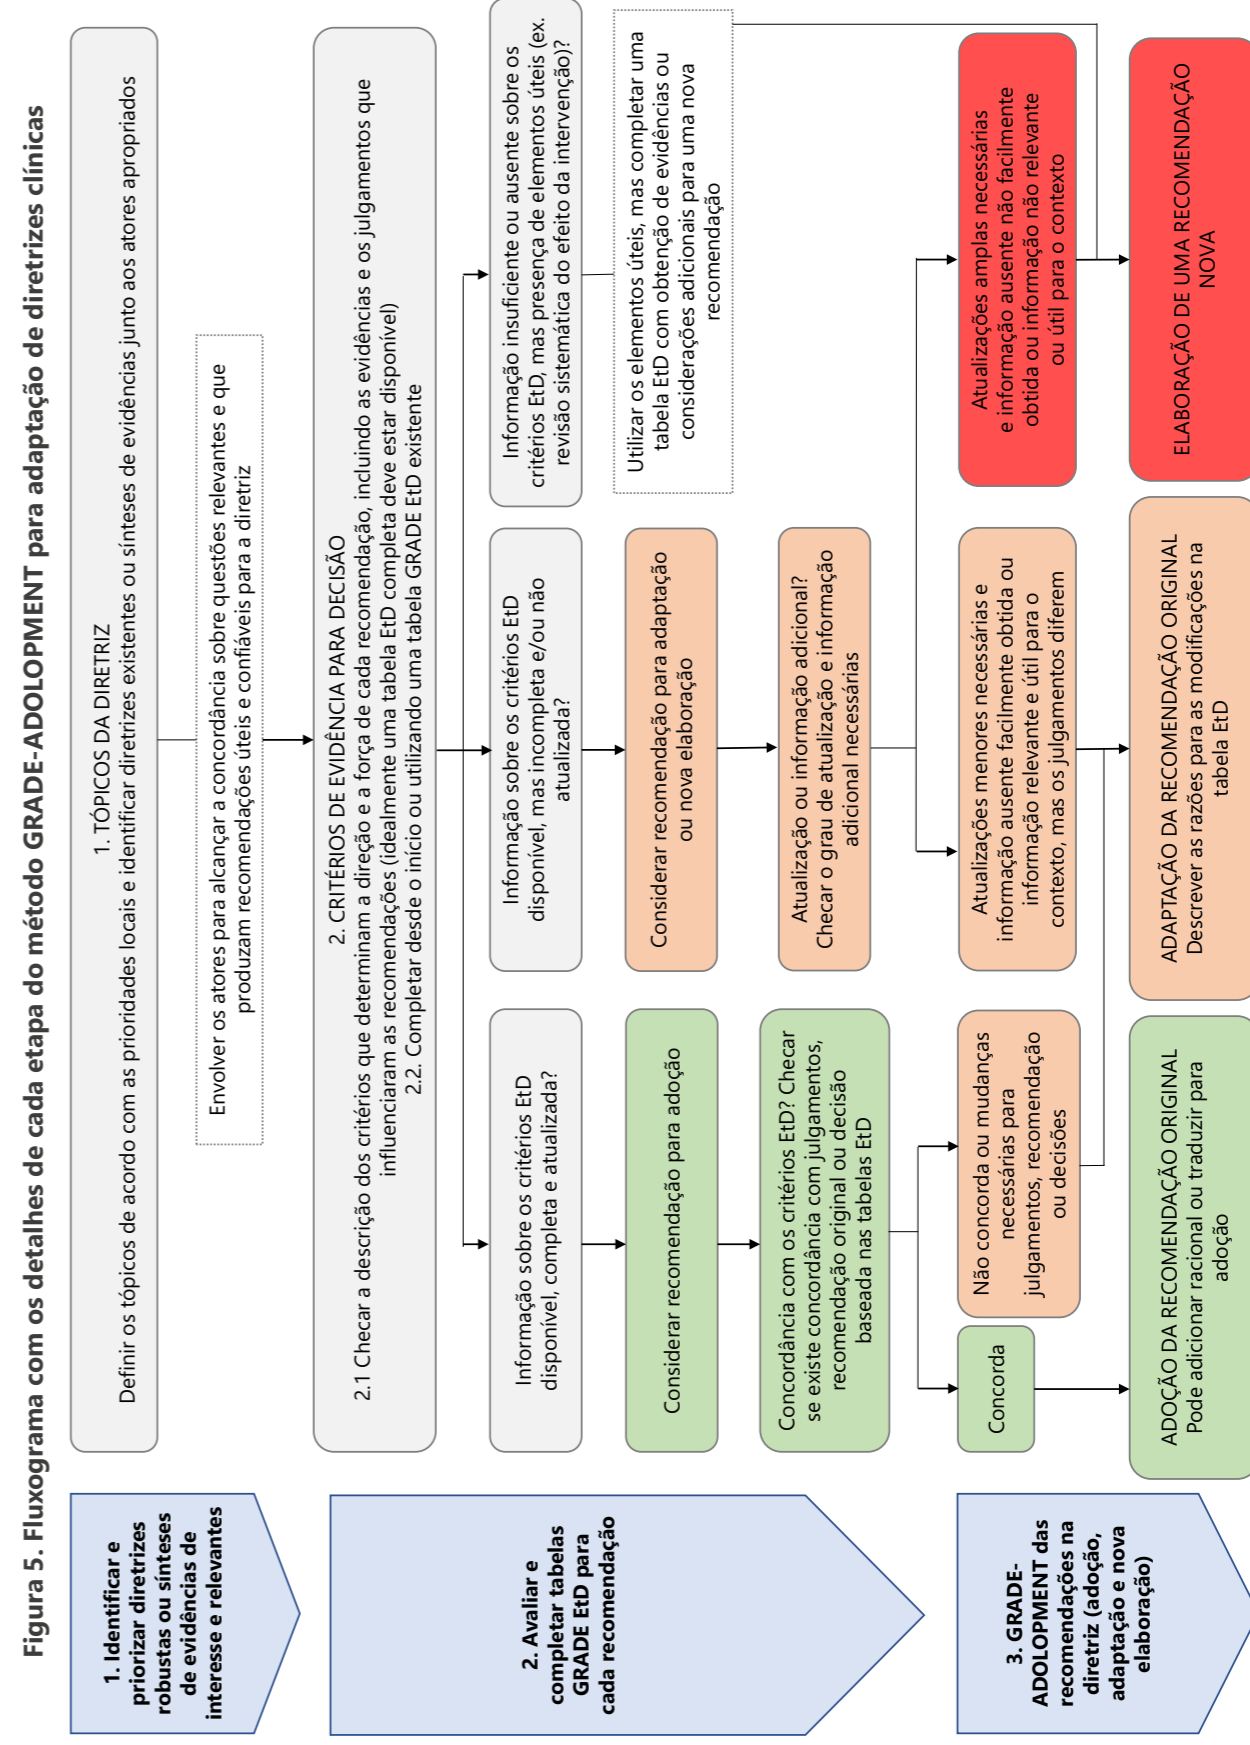 Figura 5. Fluxograma com os detalhes de cada etapa do método GRADE-ADOLOPMENT para adaptação de diretrizes clínicas
1. Identificar e
priorizar diretrizes
robustas ou sínteses
de evidências de
interesse e relevantes
1. TÓPICOS DA DIRETRIZ
Definir os tópicos de acordo com as prioridades locais e identificar diretrizes existentes ou sínteses de evidências junto aos atores apropriados
Envolver os atores para alcançar a concordância sobre questões relevantes e que
produzam recomendações úteis e confiáveis para a diretriz
2. Avaliar e
completar tabelas
GRADE EtD para
cada recomendação
2. CRITÉRIOS DE EVIDÊNCIA PARA DECISÃO
2.1 Checar a descrição dos critérios que determinam a direção e a força de cada recomendação, incluindo as evidências e os julgamentos que
influenciaram as recomendações (idealmente uma tabela EtD completa deve estar disponível)
2.2. Completar desde o início ou utilizando uma tabela GRADE EtD existente
Informação sobre os critérios EtD
disponível, completa e atualizada?
Informação sobre os critérios EtD
disponível, mas incompleta e/ou não
atualizada?
Informação insuficiente ou ausente sobre os
critérios EtD, mas presença de elementos úteis (ex.
revisão sistemática do efeito da intervenção)?
Considerar recomendação para adoção
Considerar recomendação para adaptação
ou nova elaboração
Utilizar os elementos úteis, mas completar uma
tabela EtD com obtenção de evidências ou
considerações adicionais para uma nova
recomendação
Concordância com os critérios EtD? Checar
se existe concordância com julgamentos,
recomendação original ou decisão
baseada nas tabelas EtD
Atualização ou informação adicional?
Checar o grau de atualização e informação
adicional necessárias
3. GRADE-
ADOLOPMENT das
recomendações na
diretriz (adoção,
adaptação e nova
elaboração)
Concorda
Não concorda ou mudanças
necessárias para
julgamentos, recomendação
ou decisões
Atualizações menores necessárias e
informação ausente facilmente obtida ou
informação relevante e útil para o
contexto, mas os julgamentos diferem
Atualizações amplas necessárias
e informação ausente não facilmente
obtida ou informação não relevante
ou útil para o contexto
ADOÇÃO DA RECOMENDAÇÃO ORIGINAL
Pode adicionar racional ou traduzir para
adoção
ADAPTAÇÃO DA RECOMENDAÇÃO ORIGINAL
Descrever as razões para as modificações na
tabela EtD
ELABORAÇÃO DE UMA RECOMENDAÇÃO
NOVA